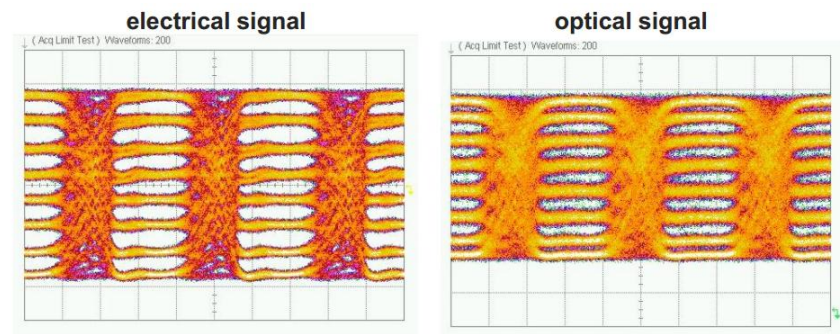 electrical signal
optical signal
( Acq Limit Test ) Waveforms: 200
( Acq Limit Test ) Waveforms: 200